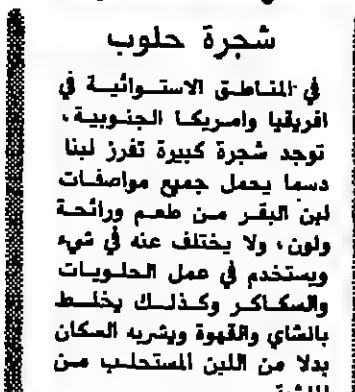 شجرة حلوب
في المناطق الاستوائية في
افريقيا وامريكا الجنوبية،
توجد شجرة كبيرة تفرز لبنا
دسما يحمل جميع مواصفات
لبن البقر من طعم ورائحة
ولون، ولا يختلف عنه في شيء
ويستخدم في عمل الحلويات
والسكاكر وكذلك يخلط
بالشاي والقهوة ويشربه السكان
بدلا من اللبن المستحلب من